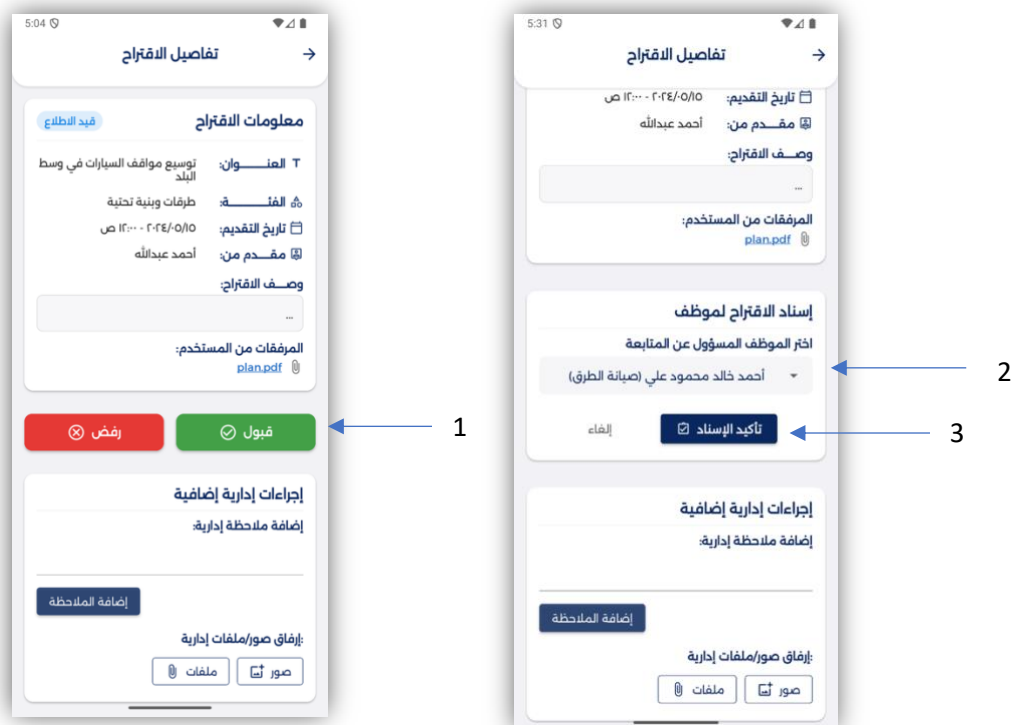 5:04
تفاصيل الاقتراح
معلومات الاقتراح
قيد الاطلاع
العنـــــــوان: توسيع مواقف السيارات في وسط
البلد
الفئـــــــــة: طرقات وبنية تحتية
تاريخ التقديم: ٢٠٢٤/٠٥/١٥ - ١٢:٠٠ ص
مقــــدم من: أحمد عبدالله
وصـــف الاقتراح:
...
المرفقات من المستخدم:
plan.pdf
قبول
رفض
1
إجراءات إدارية إضافية
إضافة ملاحظة إدارية:
إضافة الملاحظة
إرفاق صور/ملفات إدارية:
صور
ملفات
5:31
تفاصيل الاقتراح
تاريخ التقديم: ٢٠٢٤/٠٥/١٥ - ١٢:٠٠ ص
مقــــدم من: أحمد عبدالله
وصـــف الاقتراح:
...
المرفقات من المستخدم:
plan.pdf
إسناد الاقتراح لموظف
اختر الموظف المسؤول عن المتابعة
أحمد خالد محمود علي (صيانة الطرق)
2
تأكيد الإسناد
إلغاء
3
إجراءات إدارية إضافية
إضافة ملاحظة إدارية:
إضافة الملاحظة
إرفاق صور/ملفات إدارية:
صور
ملفات